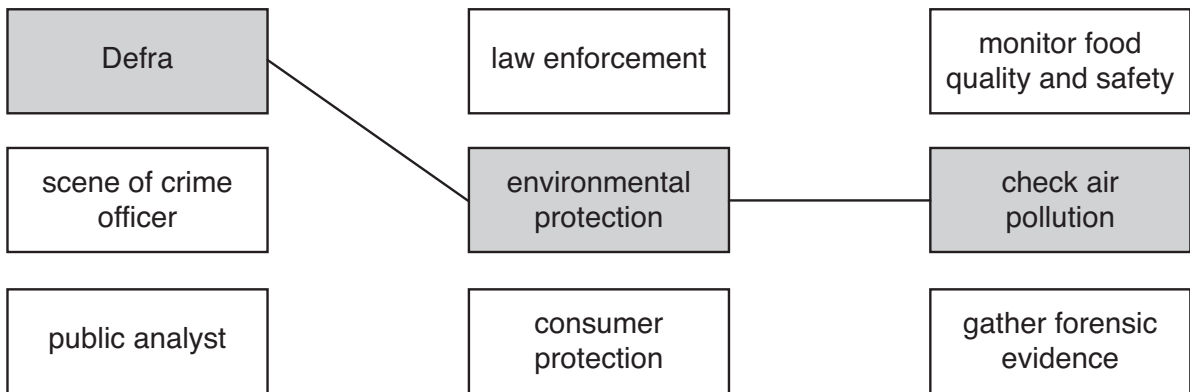 Defra
law enforcement
monitor food
quality and safety
scene of crime
officer
environmental
protection
check air
pollution
public analyst
consumer
protection
gather forensic
evidence